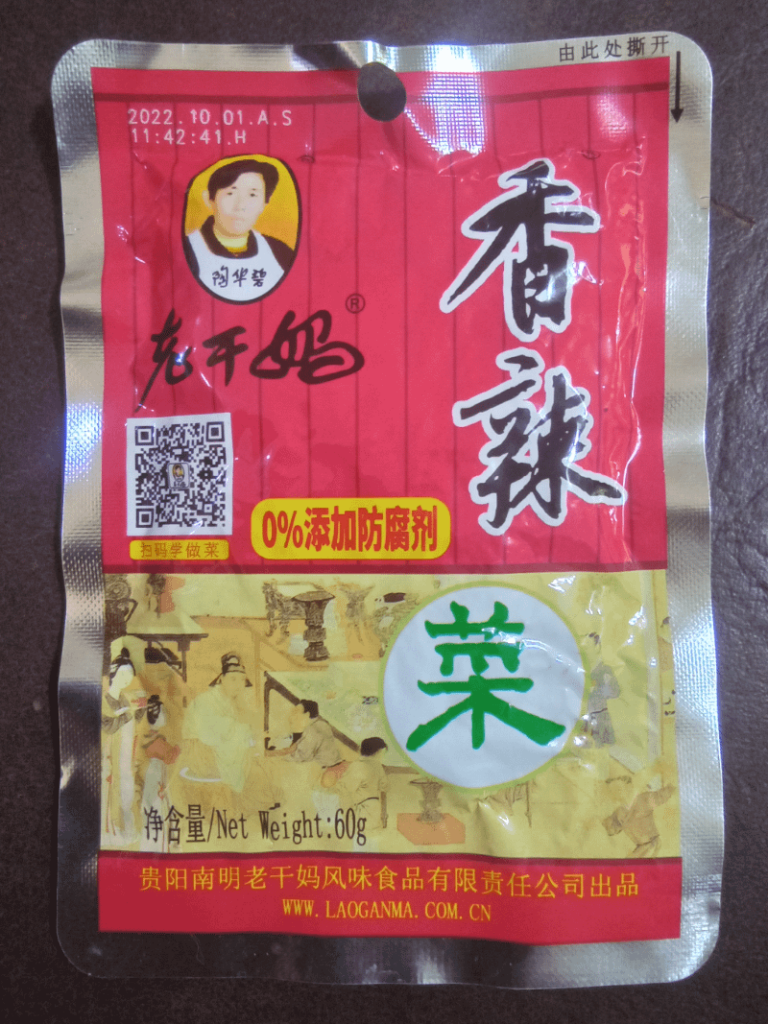 由此处撕开
2022.10.01.A.S
11:42:41.H
陶华碧
老干妈®
香辣
菜
扫码学做菜
0%添加防腐剂
净含量/Net Weight:60g
贵阳南明老干妈风味食品有限责任公司出品
WWW.LAOGANMA.COM.CN